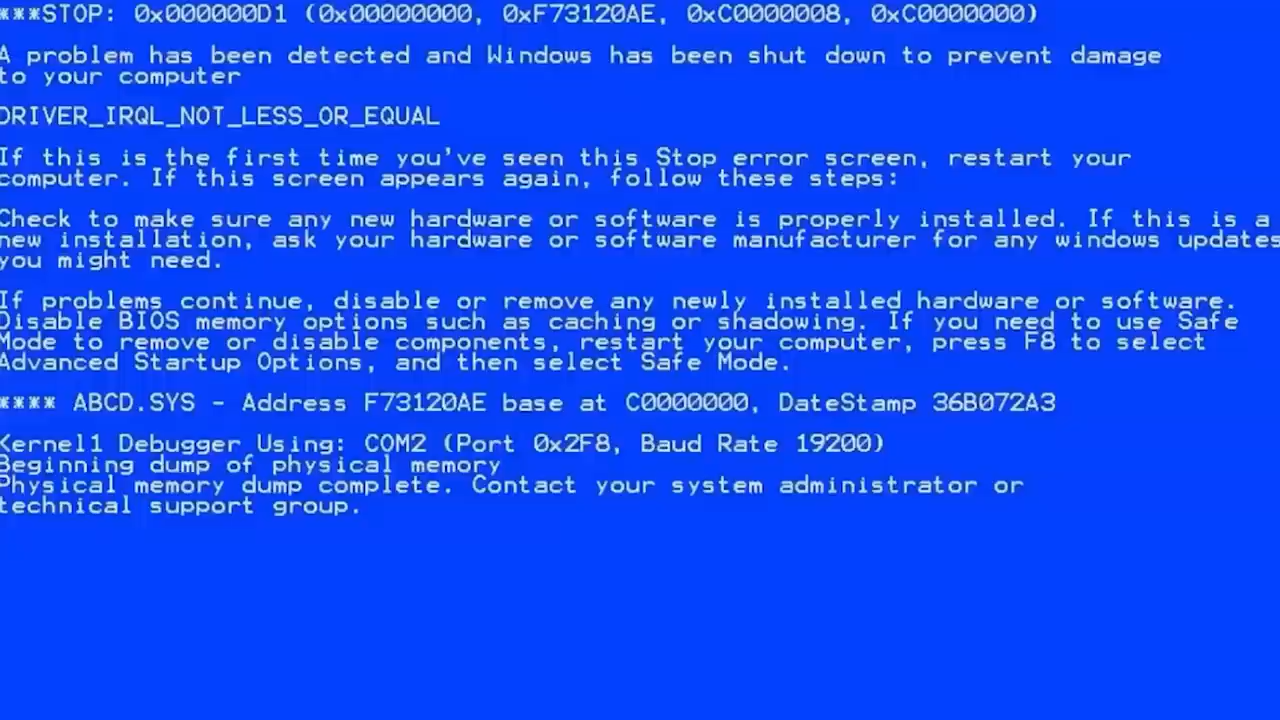 ***STOP: 0x000000D1 (0x00000000, 0xF73120AE, 0xC0000008, 0xC0000000)
A problem has been detected and Windows has been shut down to prevent damage
to your computer
DRIVER_IRQL_NOT_LESS_OR_EQUAL
If this is the first time you've seen this Stop error screen, restart your
computer. If this screen appears again, follow these steps:
Check to make sure any new hardware or software is properly installed. If this is a
new installation, ask your hardware or software manufacturer for any windows updates
you might need.
If problems continue, disable or remove any newly installed hardware or software.
Disable BIOS memory options such as caching or shadowing. If you need to use Safe
Mode to remove or disable components, restart your computer, press F8 to select
Advanced Startup Options, and then select Safe Mode.
**** ABCD.SYS - Address F73120AE base at C0000000, DateStamp 36B072A3
Kernel1 Debugger Using: COM2 (Port 0x2F8, Baud Rate 19200)
Beginning dump of physical memory
Physical memory dump complete. Contact your system administrator or
technical support group.